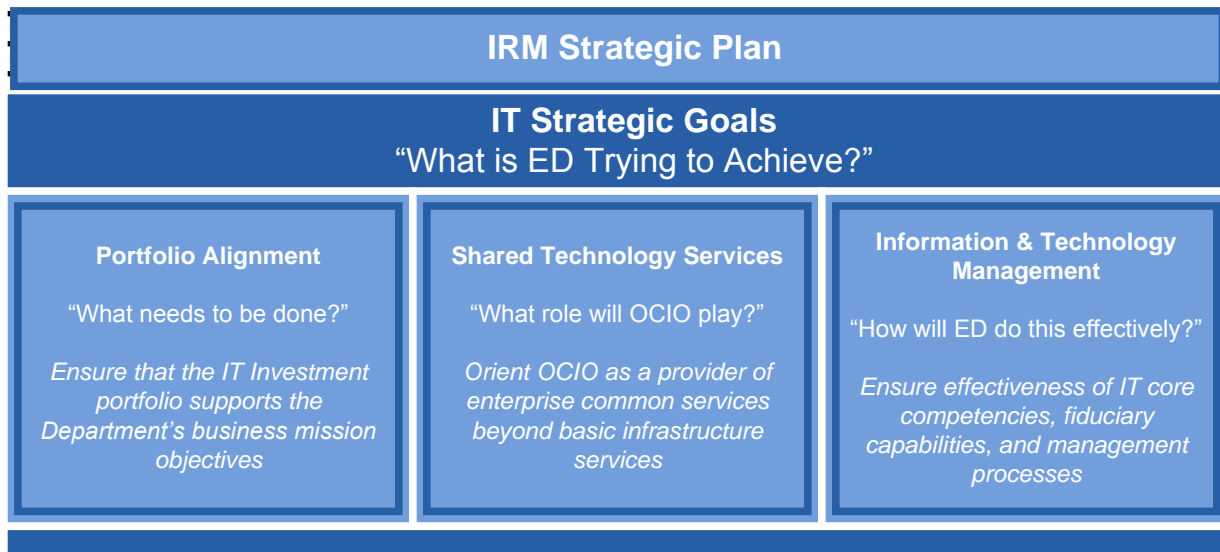 IRM Strategic Plan
IT Strategic Goals
“What is ED Trying to Achieve?”
Portfolio Alignment
“What needs to be done?”
Ensure that the IT Investment
portfolio supports the
Department’s business mission
objectives
Shared Technology Services
“What role will OCIO play?”
Orient OCIO as a provider of
enterprise common services
beyond basic infrastructure
services
Information & Technology
Management
“How will ED do this effectively?”
Ensure effectiveness of IT core
competencies, fiduciary
capabilities, and management
processes